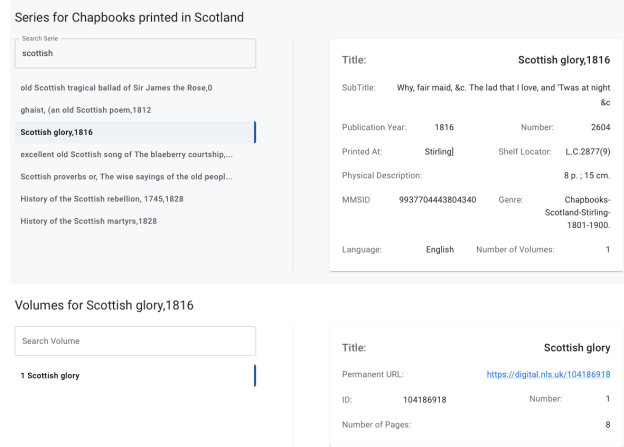 Series for Chapbooks printed in Scotland
Search Serie
scottish
old Scottish tragical ballad of Sir James the Rose,0
ghaist, (an old Scottish poem,1812
Scottish glory,1816
excellent old Scottish song of The blaeberry courtship,...
Scottish proverbs or, The wise sayings of the old peopl...
History of the Scottish rebellion, 1745,1828
History of the Scottish martyrs,1828
Title: Scottish glory,1816
SubTitle: Why, fair maid, &c. The lad that I love, and 'Twas at night
&c
Publication Year: 1816 Number: 2604
Printed At: Stirling] Shelf Locator: L.C.2877(9)
Physical Description: 8 p. ; 15 cm.
MMSID 9937704443804340 Genre: Chapbooks-
Scotland-Stirling-
1801-1900.
Language: English Number of Volumes: 1
Volumes for Scottish glory,1816
Search Volume
1 Scottish glory
Title: Scottish glory
Permanent URL: https://digital.nls.uk/104186918
ID: 104186918 Number: 1
Number of Pages: 8